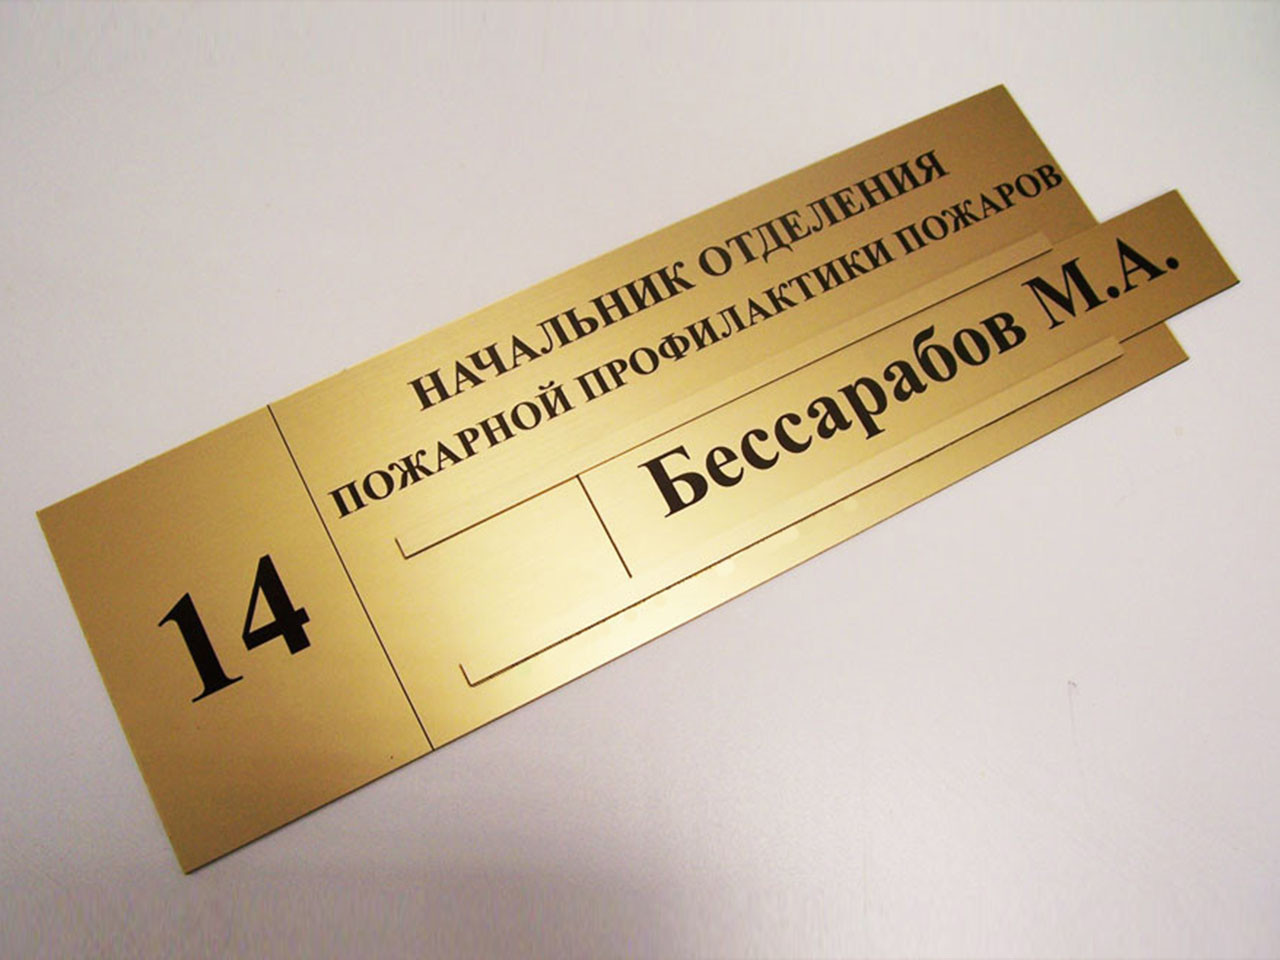 14
НАЧАЛЬНИК ОТДЕЛЕНИЯ
ПОЖАРНОЙ ПРОФИЛАКТИКИ ПОЖАРОВ
Бессарабов М.А.